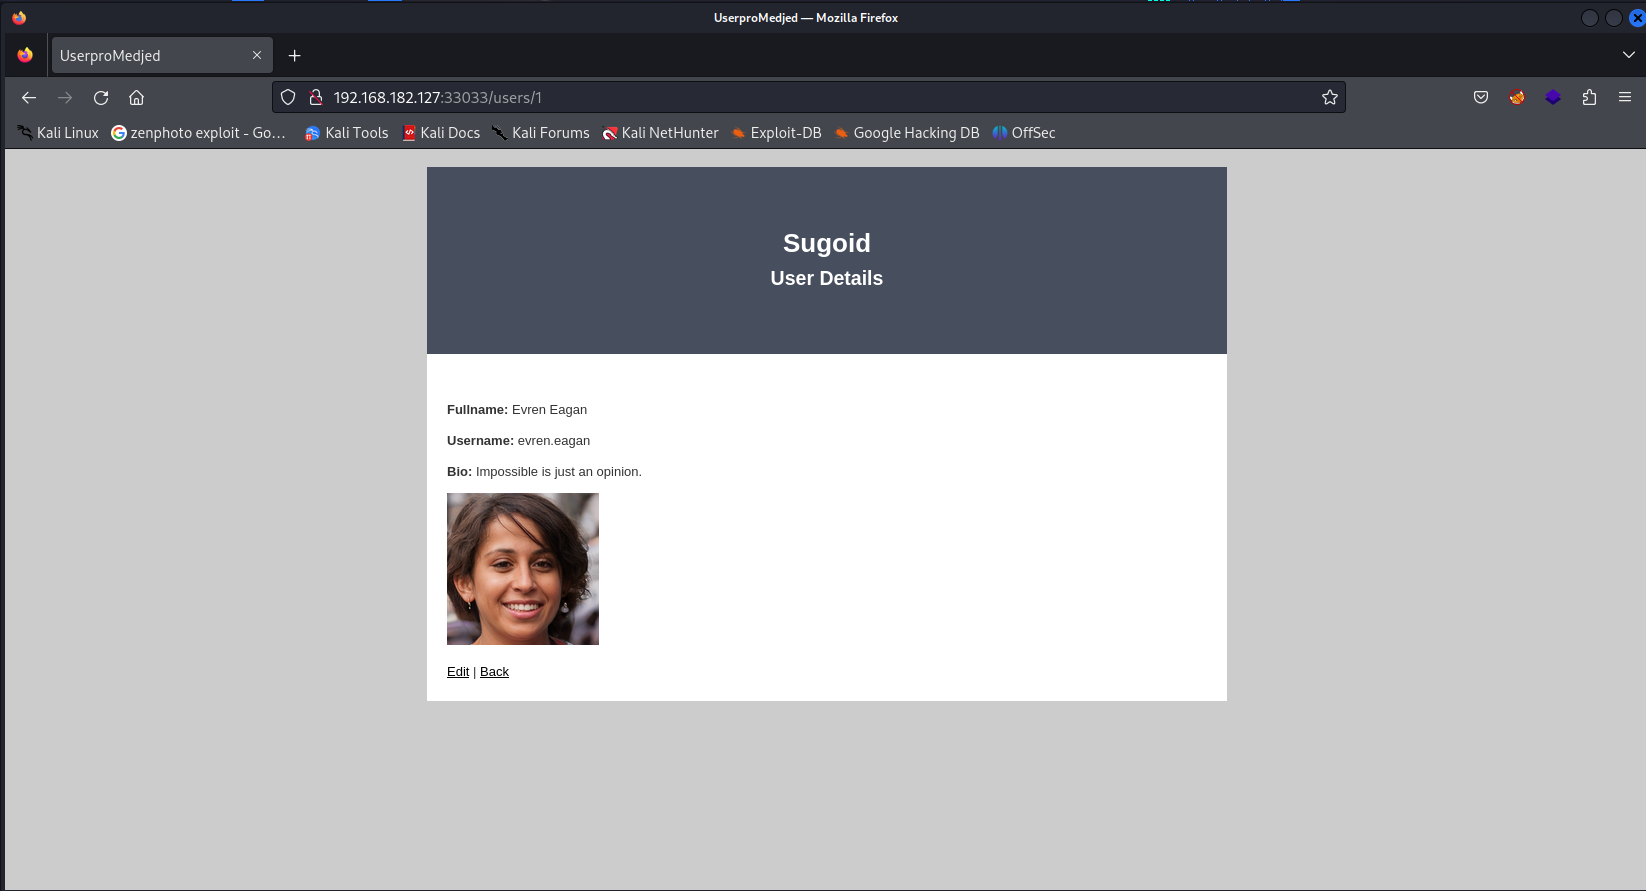 UserproMedjed — Mozilla Firefox
UserproMedjed
192.168.182.127:33033/users/1
Kali Linux zenphoto exploit - Go… Kali Tools Kali Docs Kali Forums Kali NetHunter Exploit-DB Google Hacking DB OffSec
Sugoid
User Details
Fullname: Evren Eagan
Username: evren.eagan
Bio: Impossible is just an opinion.
Edit | Back